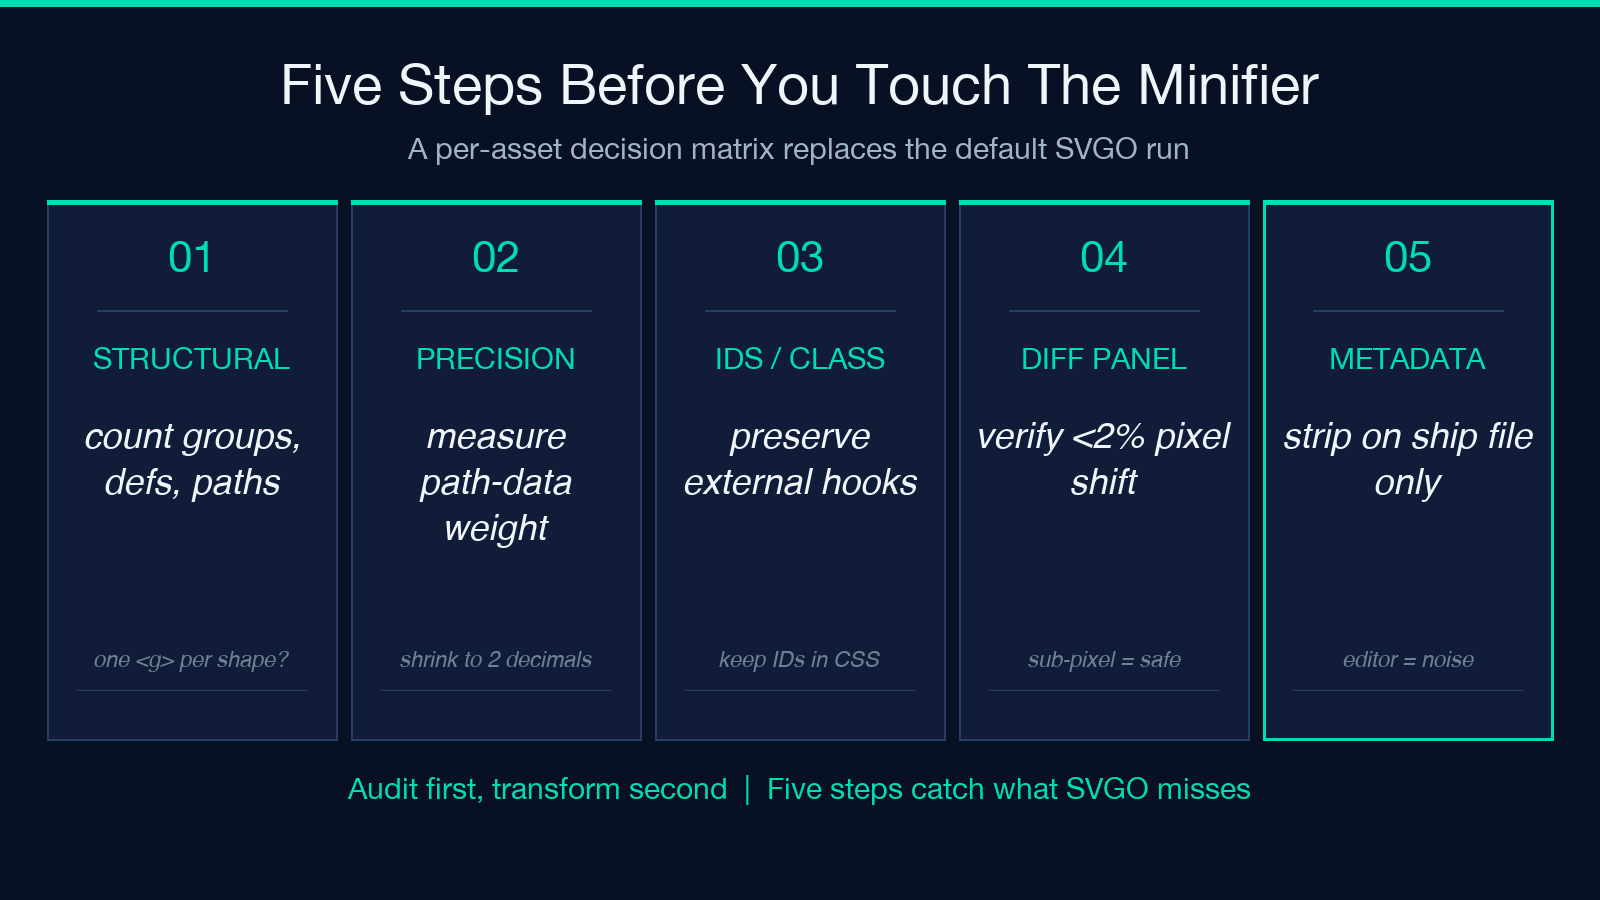 Five Steps Before You Touch The Minifier
A per-asset decision matrix replaces the default SVGO run
01
STRUCTURAL
count groups,
defs, paths
one <g> per shape?
02
PRECISION
measure
path-data
weight
shrink to 2 decimals
03
IDS / CLASS
preserve
external hooks
keep IDs in CSS
04
DIFF PANEL
verify <2% pixel
shift
sub-pixel = safe
05
METADATA
strip on ship file
only
editor = noise
Audit first, transform second | Five steps catch what SVGO misses